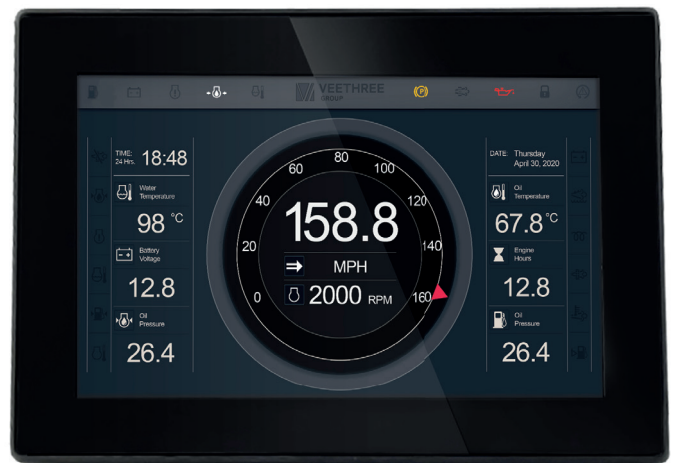 VEETHREE
GROUP
(P)
TIME:
24 Hrs.
18:48
Water
Temperature
98 °C
Battery
Voltage
12.8
Oil
Pressure
26.4
0
20
40
60
80
100
120
140
160
158.8
MPH
2000 RPM
DATE: Thursday
April 30, 2020
Oil
Temperature
67.8°C
Engine
Hours
12.8
Oil
Pressure
26.4